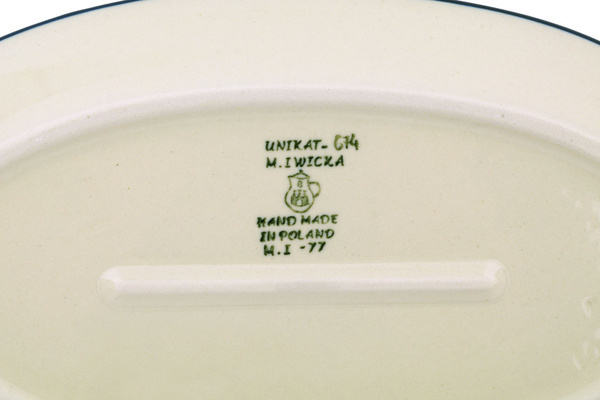 UNIKAT- 614
M. IWICKA
HAND MADE
IN POLAND
M.I -77